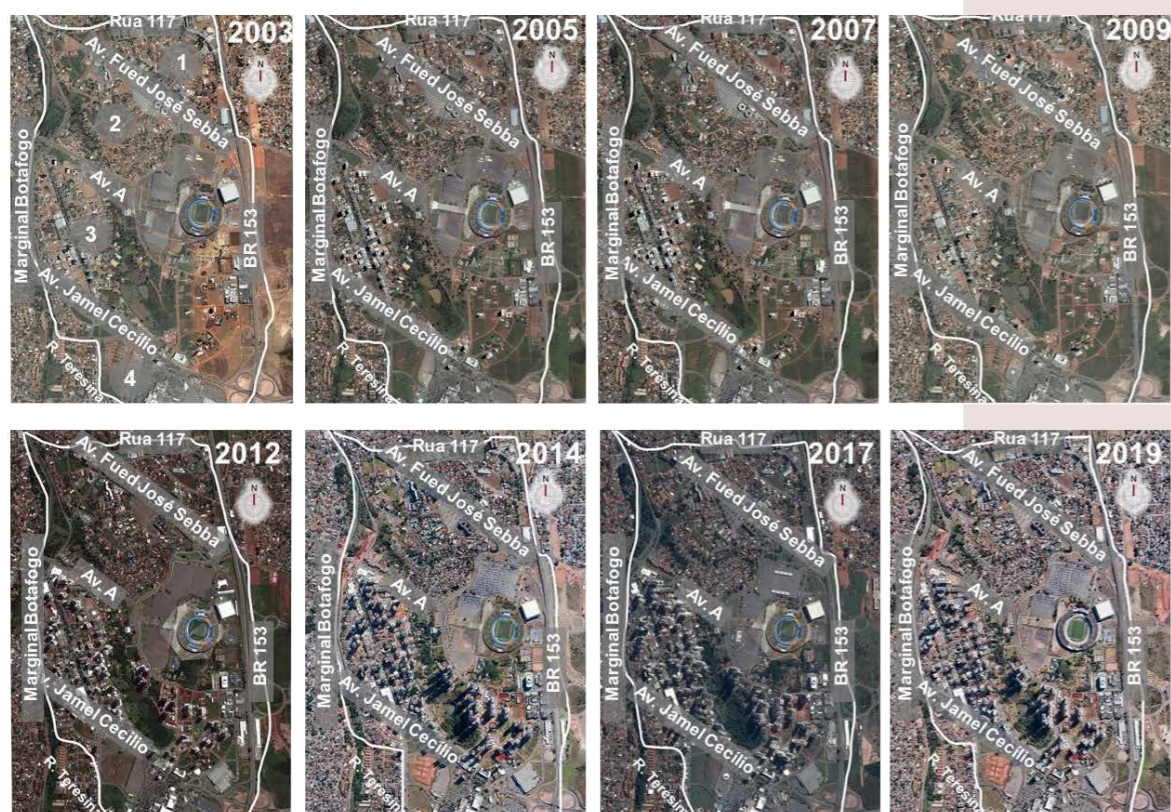 Rua 117
2003
N
1
Av. Fued José Sebba
2
Marginal Botafogo
Av. A
3
BR 153
Av. Jamel Cecílio
R. Teresina
4
Rua 117
2005
N
Av. Fued José Sebba
Marginal Botafogo
Av. A
BR 153
Av. Jamel Cecílio
R. Teresina
Rua 117
2007
N
Av. Fued José Sebba
Marginal Botafogo
Av. A
BR 153
Av. Jamel Cecílio
R. Teresina
Rua 117
2009
N
Av. Fued José Sebba
Marginal Botafogo
Av. A
BR 153
Av. Jamel Cecílio
R. Teresina
Rua 117
2012
N
Av. Fued José Sebba
Marginal Botafogo
Av. A
BR 153
Av. Jamel Cecílio
R. Teresina
Rua 117
2014
N
Av. Fued José Sebba
Marginal Botafogo
Av. A
BR 153
Av. Jamel Cecílio
R. Teresina
Rua 117
2017
N
Av. Fued José Sebba
Marginal Botafogo
Av. A
BR 153
Av. Jamel Cecílio
R. Teresina
Rua 117
2019
N
Av. Fued José Sebba
Marginal Botafogo
Av. A
BR 153
Av. Jamel Cecílio
R. Teresina